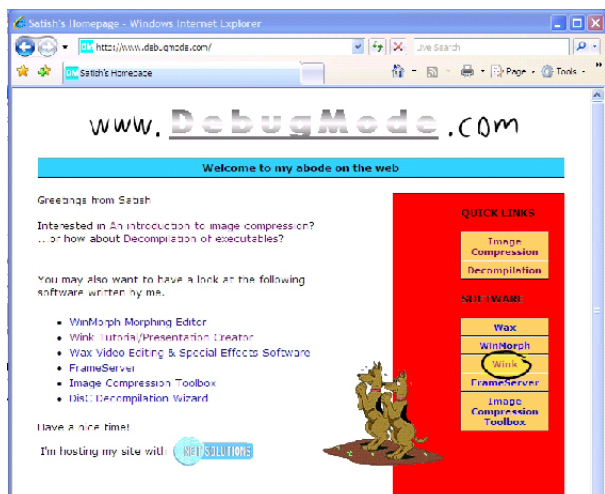 Satish's Homepage - Windows Internet Explorer
http://www.debugmode.com/
Live Search
Satish's Homepage
Page
Tools
www.DebugMode.com
Welcome to my abode on the web
Greetings from Satish
Interested in An introduction to image compression?
...or how about Decompilation of executables?
You may also want to have a look at the following
software written by me.
WinMorph Morphing Editor
Wink Tutorial/Presentation Creator
Wax Video Editing & Special Effects Software
FrameServer
Image Compression Toolbox
DisC Decompilation Wizard
Have a nice time!
I'm hosting my site with NET SOLUTIONS
QUICK LINKS
Image
Compression
Decompilation
SOFTWARE
Wax
WinMorph
Wink
FrameServer
Image
Compression
Toolbox